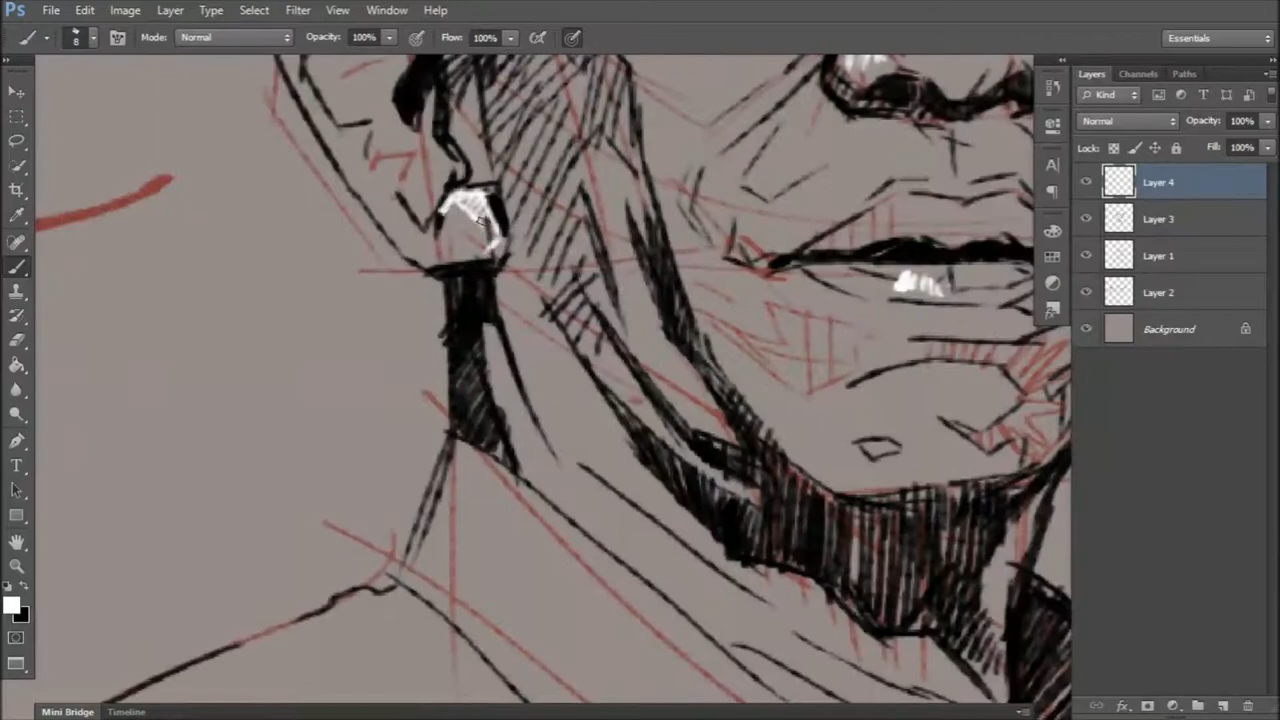 Ps File Edit Image Layer Type Select Filter View Window Help
8 Mode: Normal Opacity: 100% Flow: 100% Essentials
Layers Channels Paths
Kind T
Normal Opacity: 100%
Lock: Fill: 100%
Layer 4
Layer 3
Layer 1
Layer 2
Background
A
T
fx
Mini Bridge Timeline